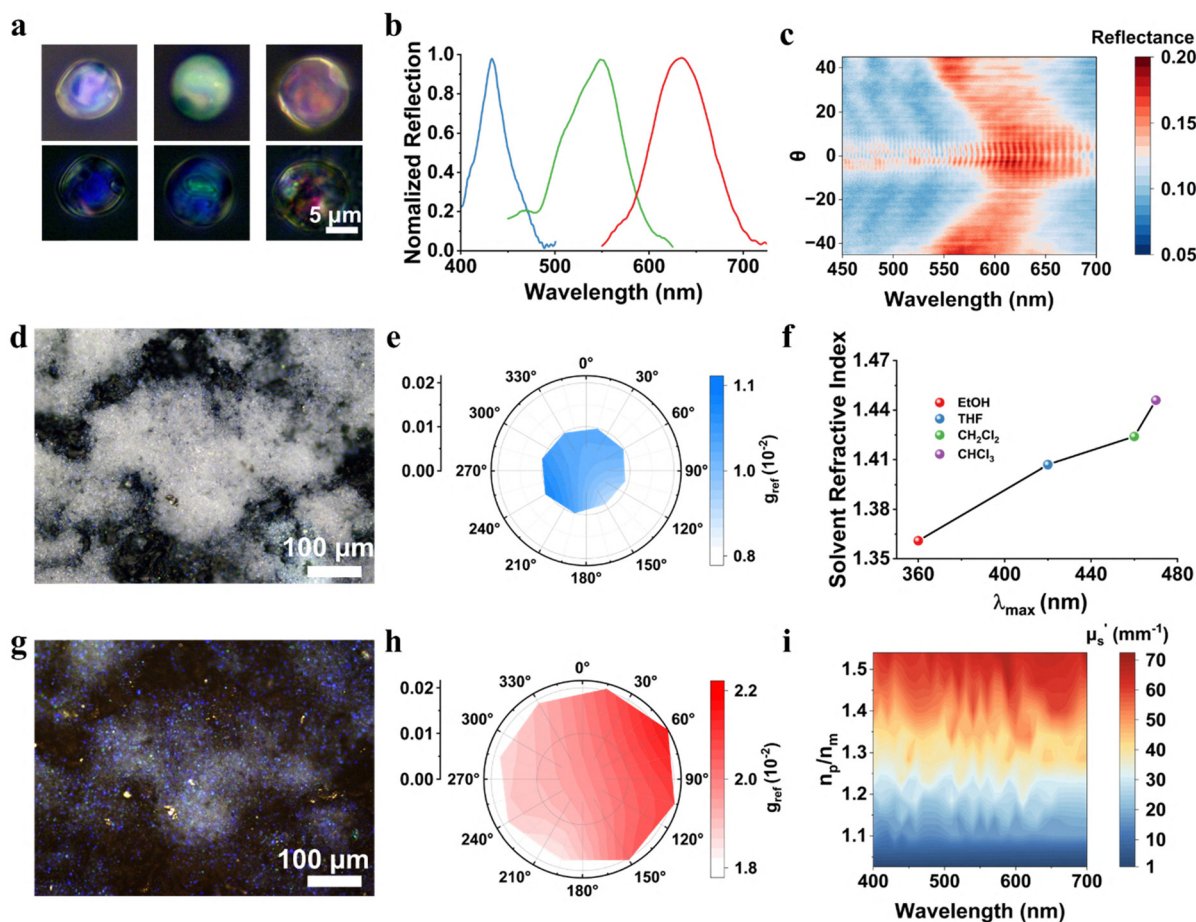 a
5 μm
b
Nomalized Reflection
1.0
0.8
0.6
0.4
0.2
0.0
400 500 600 700
Wavelength (nm)
c
Reflectance
θ
40
20
0
−20
−40
450 500 550 600 650 700
Wavelength (nm)
0.20
0.15
0.10
0.05
d
100 μm
e
0.02
0.01
0.00
0°
30°
60°
90°
120°
150°
180°
210°
240°
270°
300°
330°
1.1
1.0
0.8
g_ref (10⁻²)
f
Solvent Refractive Index
1.47
1.44
1.41
1.38
1.35
EtOH
THF
CH₂Cl₂
CHCl₃
360 400 440 480
λmax (nm)
g
100 μm
h
0.02
0.01
0.00
0°
30°
60°
90°
120°
150°
180°
210°
240°
270°
300°
330°
2.2
2.0
1.8
g_ref (10⁻²)
i
μs' (mm⁻¹)
np/nm
1.5
1.4
1.3
1.2
1.1
400 500 600 700
Wavelength (nm)
70
60
50
40
30
20
10
1